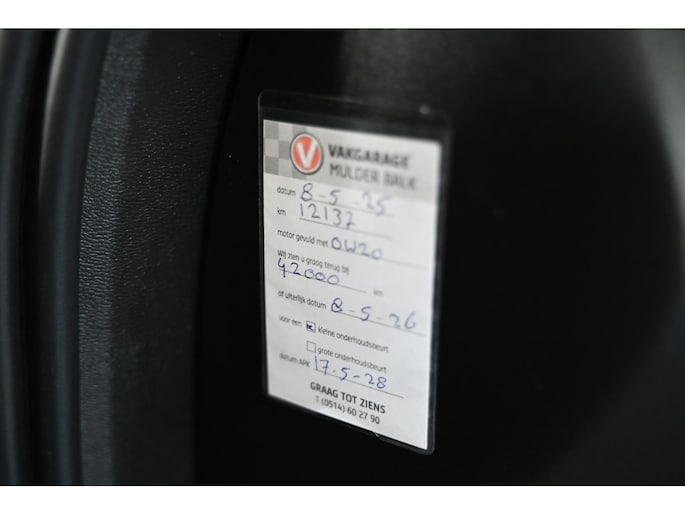 V VAKGARAGE
MULDER BALK
datum 8-5-25
km 12137
motor gevuld met 0W20
Wij zien u graag terug bij
42000 km
of uiterlijk datum 8-5-26
voor een x kleine onderhoudsbeurt
grote onderhoudsbeurt
datum APK 17-5-28
GRAAG TOT ZIENS
T (0514) 60 27 90